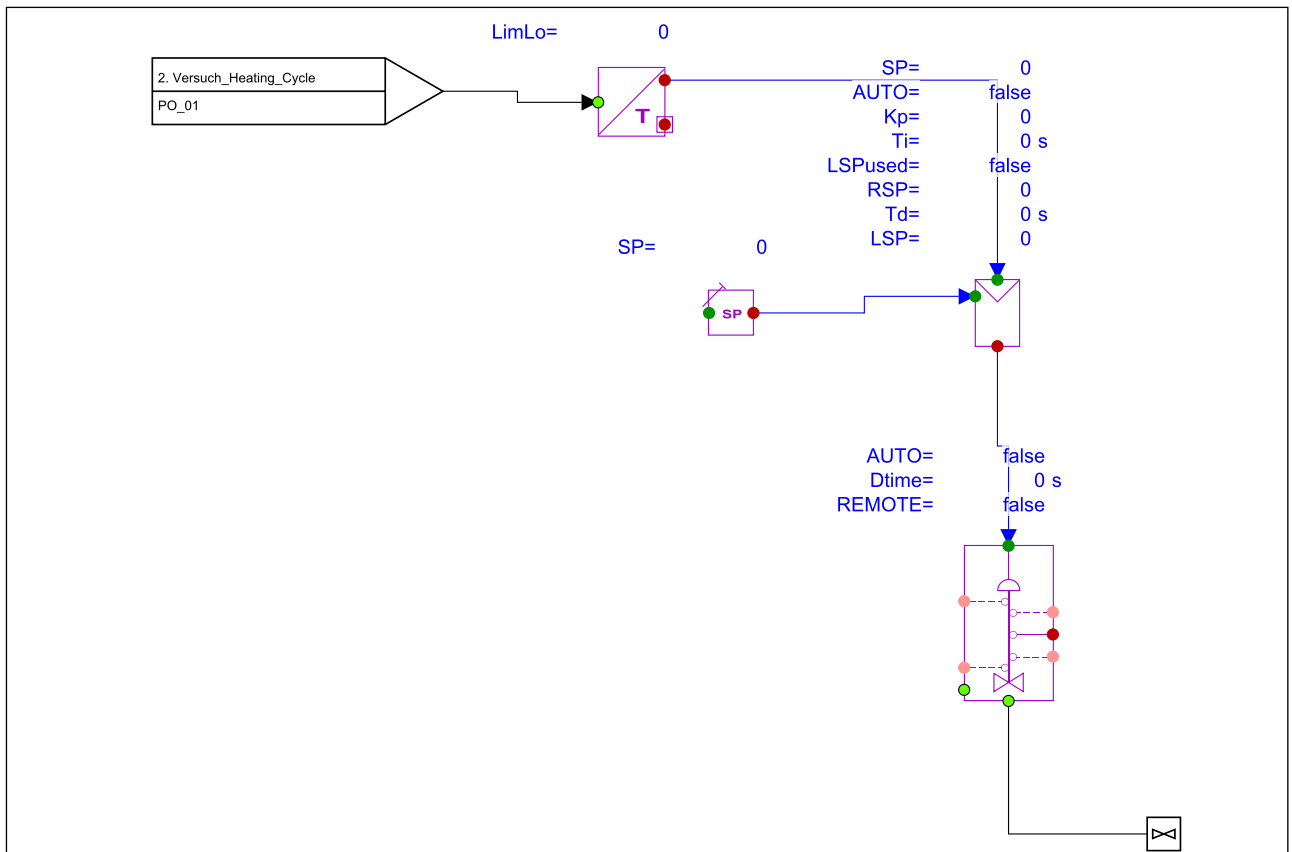 LimLo= 0
2. Versuch_Heating_Cycle
PO_01
T
SP= 0
AUTO= false
Kp= 0
Ti= 0 s
LSPused= false
RSP= 0
Td= 0 s
LSP= 0
SP= 0
SP
AUTO= false
Dtime= 0 s
REMOTE= false